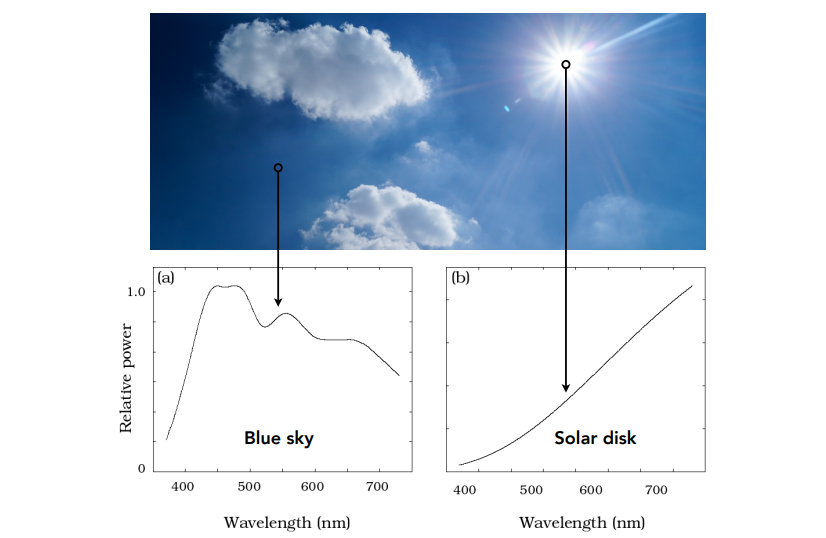 (a)
(b)
1.0
0
Relative power
Blue sky
Solar disk
400 500 600 700
400 500 600 700
Wavelength (nm)
Wavelength (nm)